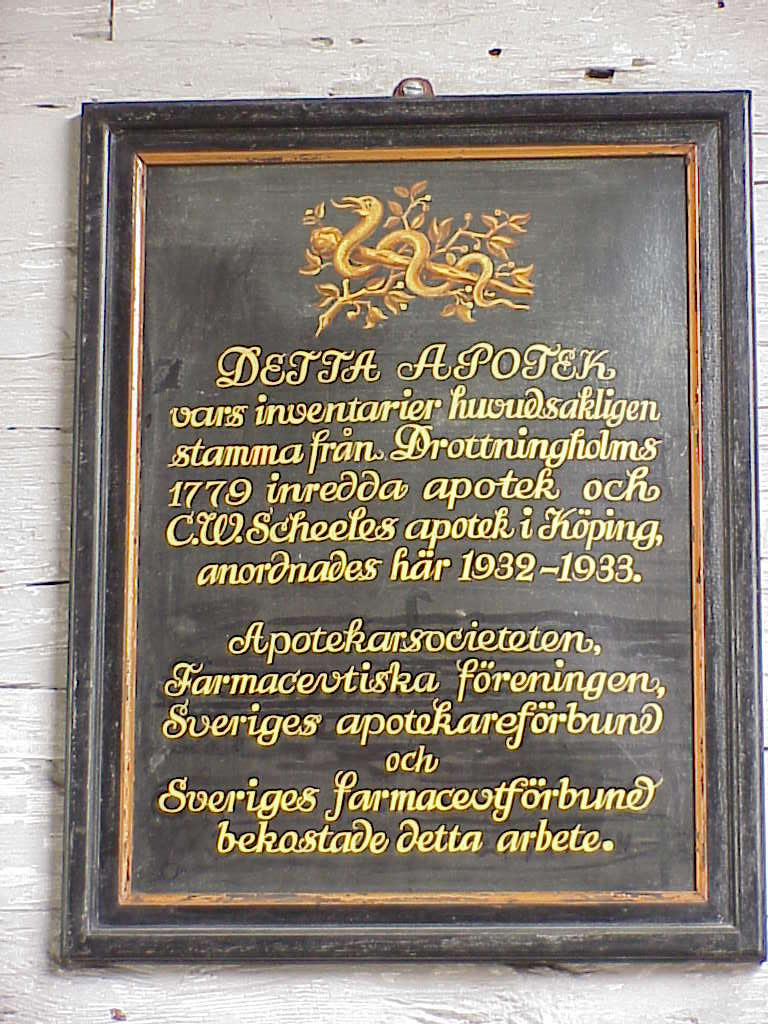 DETTA APOTEK
vars inventarier huvudsakligen
stamma från Drottningholms
1779 inredda apotek och
C.W. Scheeles apotek i Köping,
anordnades här 1932-1933.
Apotekarsocieteten,
Farmacevtiska föreningen,
Sveriges apotekareförbund
och
Sveriges farmacevtförbund
bekostade detta arbete.